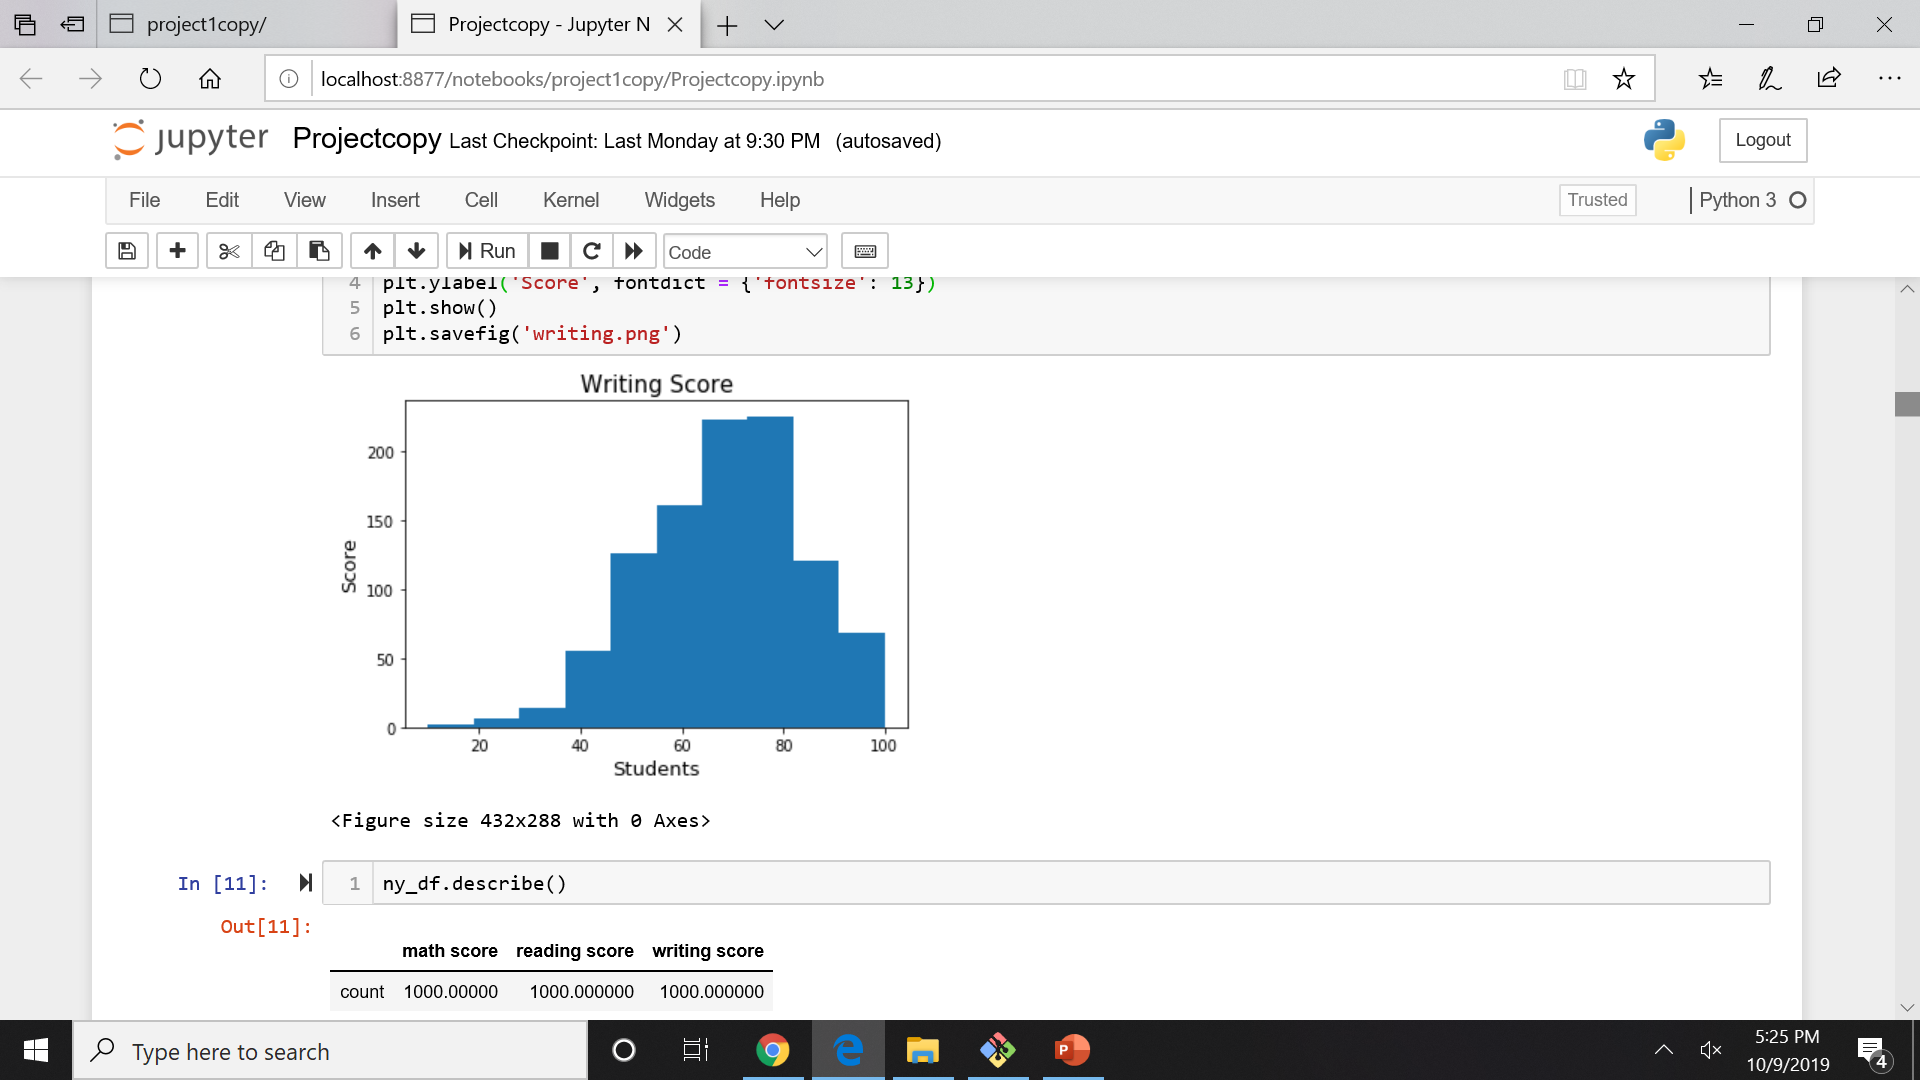 project1copy/
Projectcopy - Jupyter N
localhost:8877/notebooks/project1copy/Projectcopy.ipynb
jupyter Projectcopy Last Checkpoint: Last Monday at 9:30 PM (autosaved)
Logout
File Edit View Insert Cell Kernel Widgets Help
Trusted
Python 3
Run
Code
4 plt.ylabel('Score', fontdict = {'fontsize': 13})
5 plt.show()
6 plt.savefig('writing.png')
Writing Score
200
150
100
50
0
Score
20 40 60 80 100
Students
<Figure size 432x288 with 0 Axes>
In [11]:
1 ny_df.describe()
Out[11]:
math score reading score writing score
count 1000.00000 1000.000000 1000.000000
Type here to search
5:25 PM
10/9/2019
4